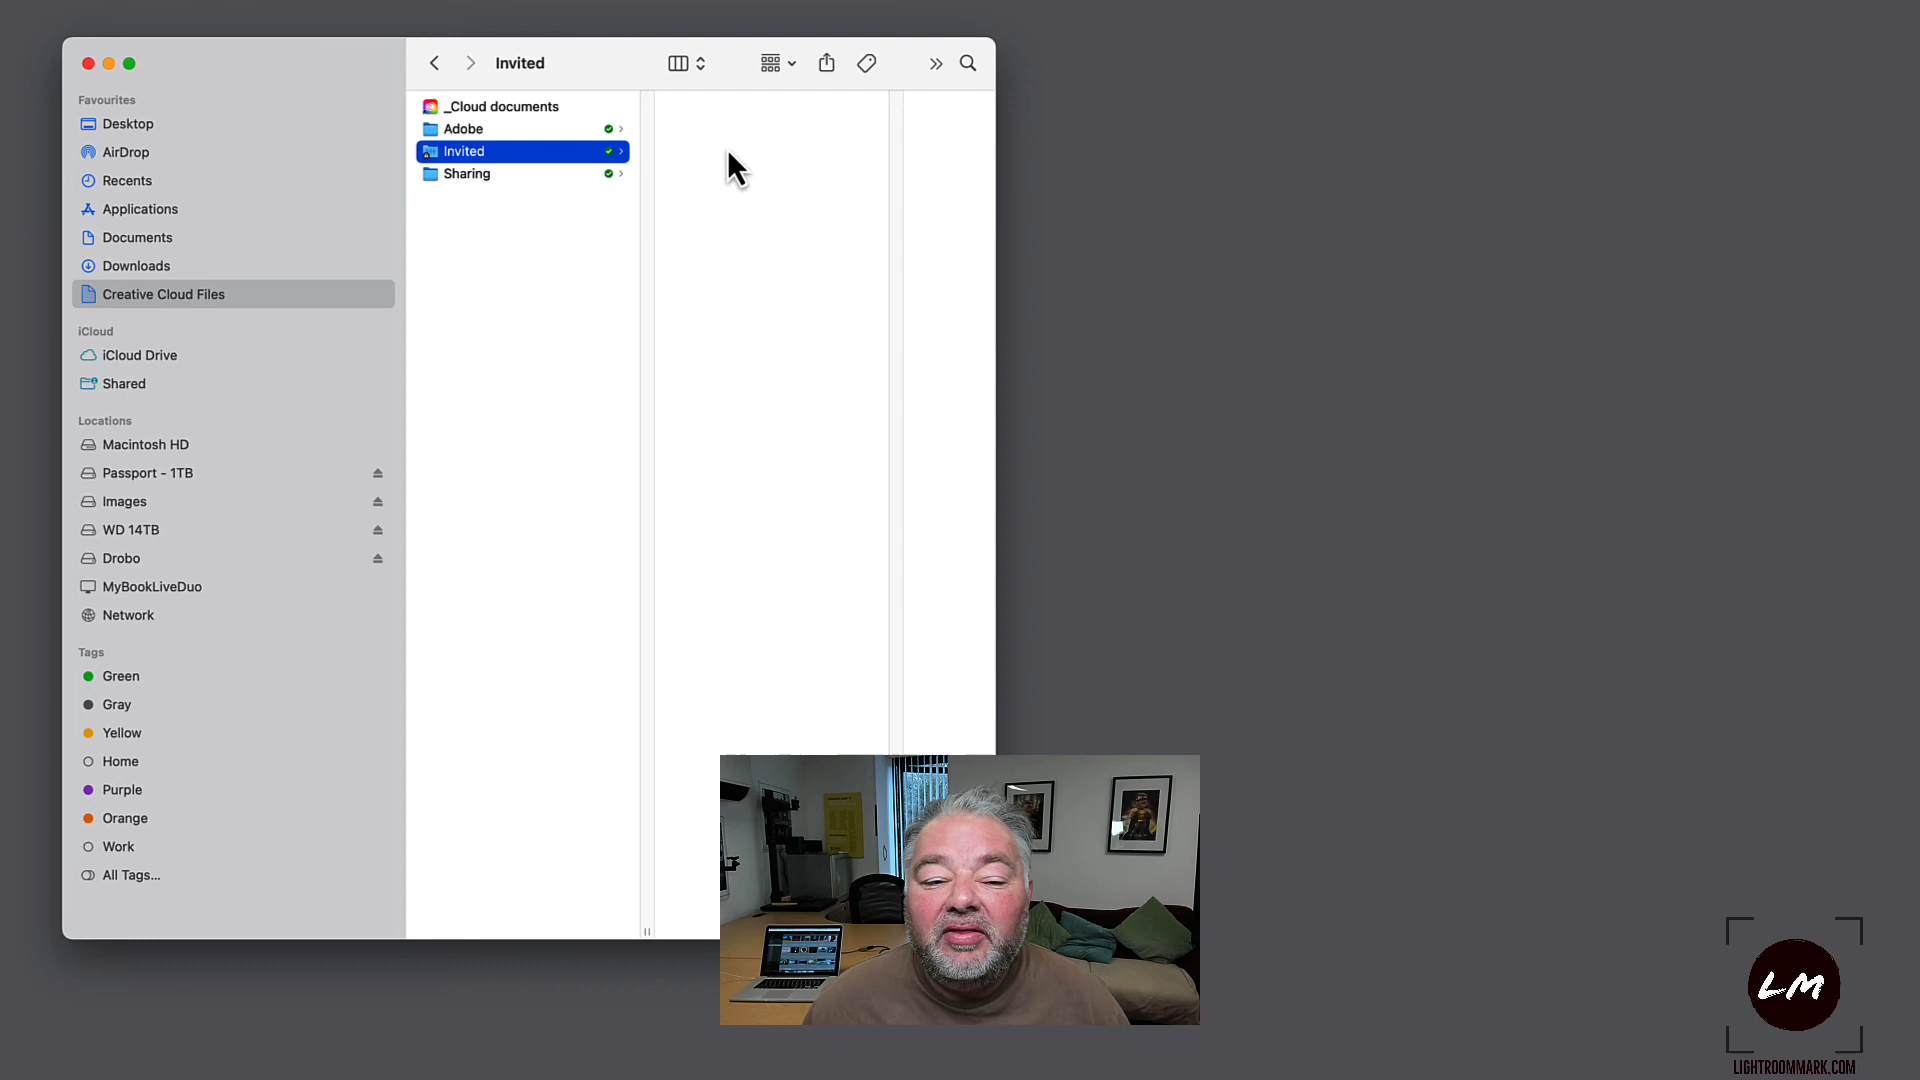 Invited
Favourites
Desktop
AirDrop
Recents
Applications
Documents
Downloads
Creative Cloud Files
iCloud
iCloud Drive
Shared
Locations
Macintosh HD
Passport - 1TB
Images
WD 14TB
Drobo
MyBookLiveDuo
Network
Tags
Green
Gray
Yellow
Home
Purple
Orange
Work
All Tags...
_Cloud documents
Adobe
Invited
Sharing
LM
LIGHTROOMMARK.COM